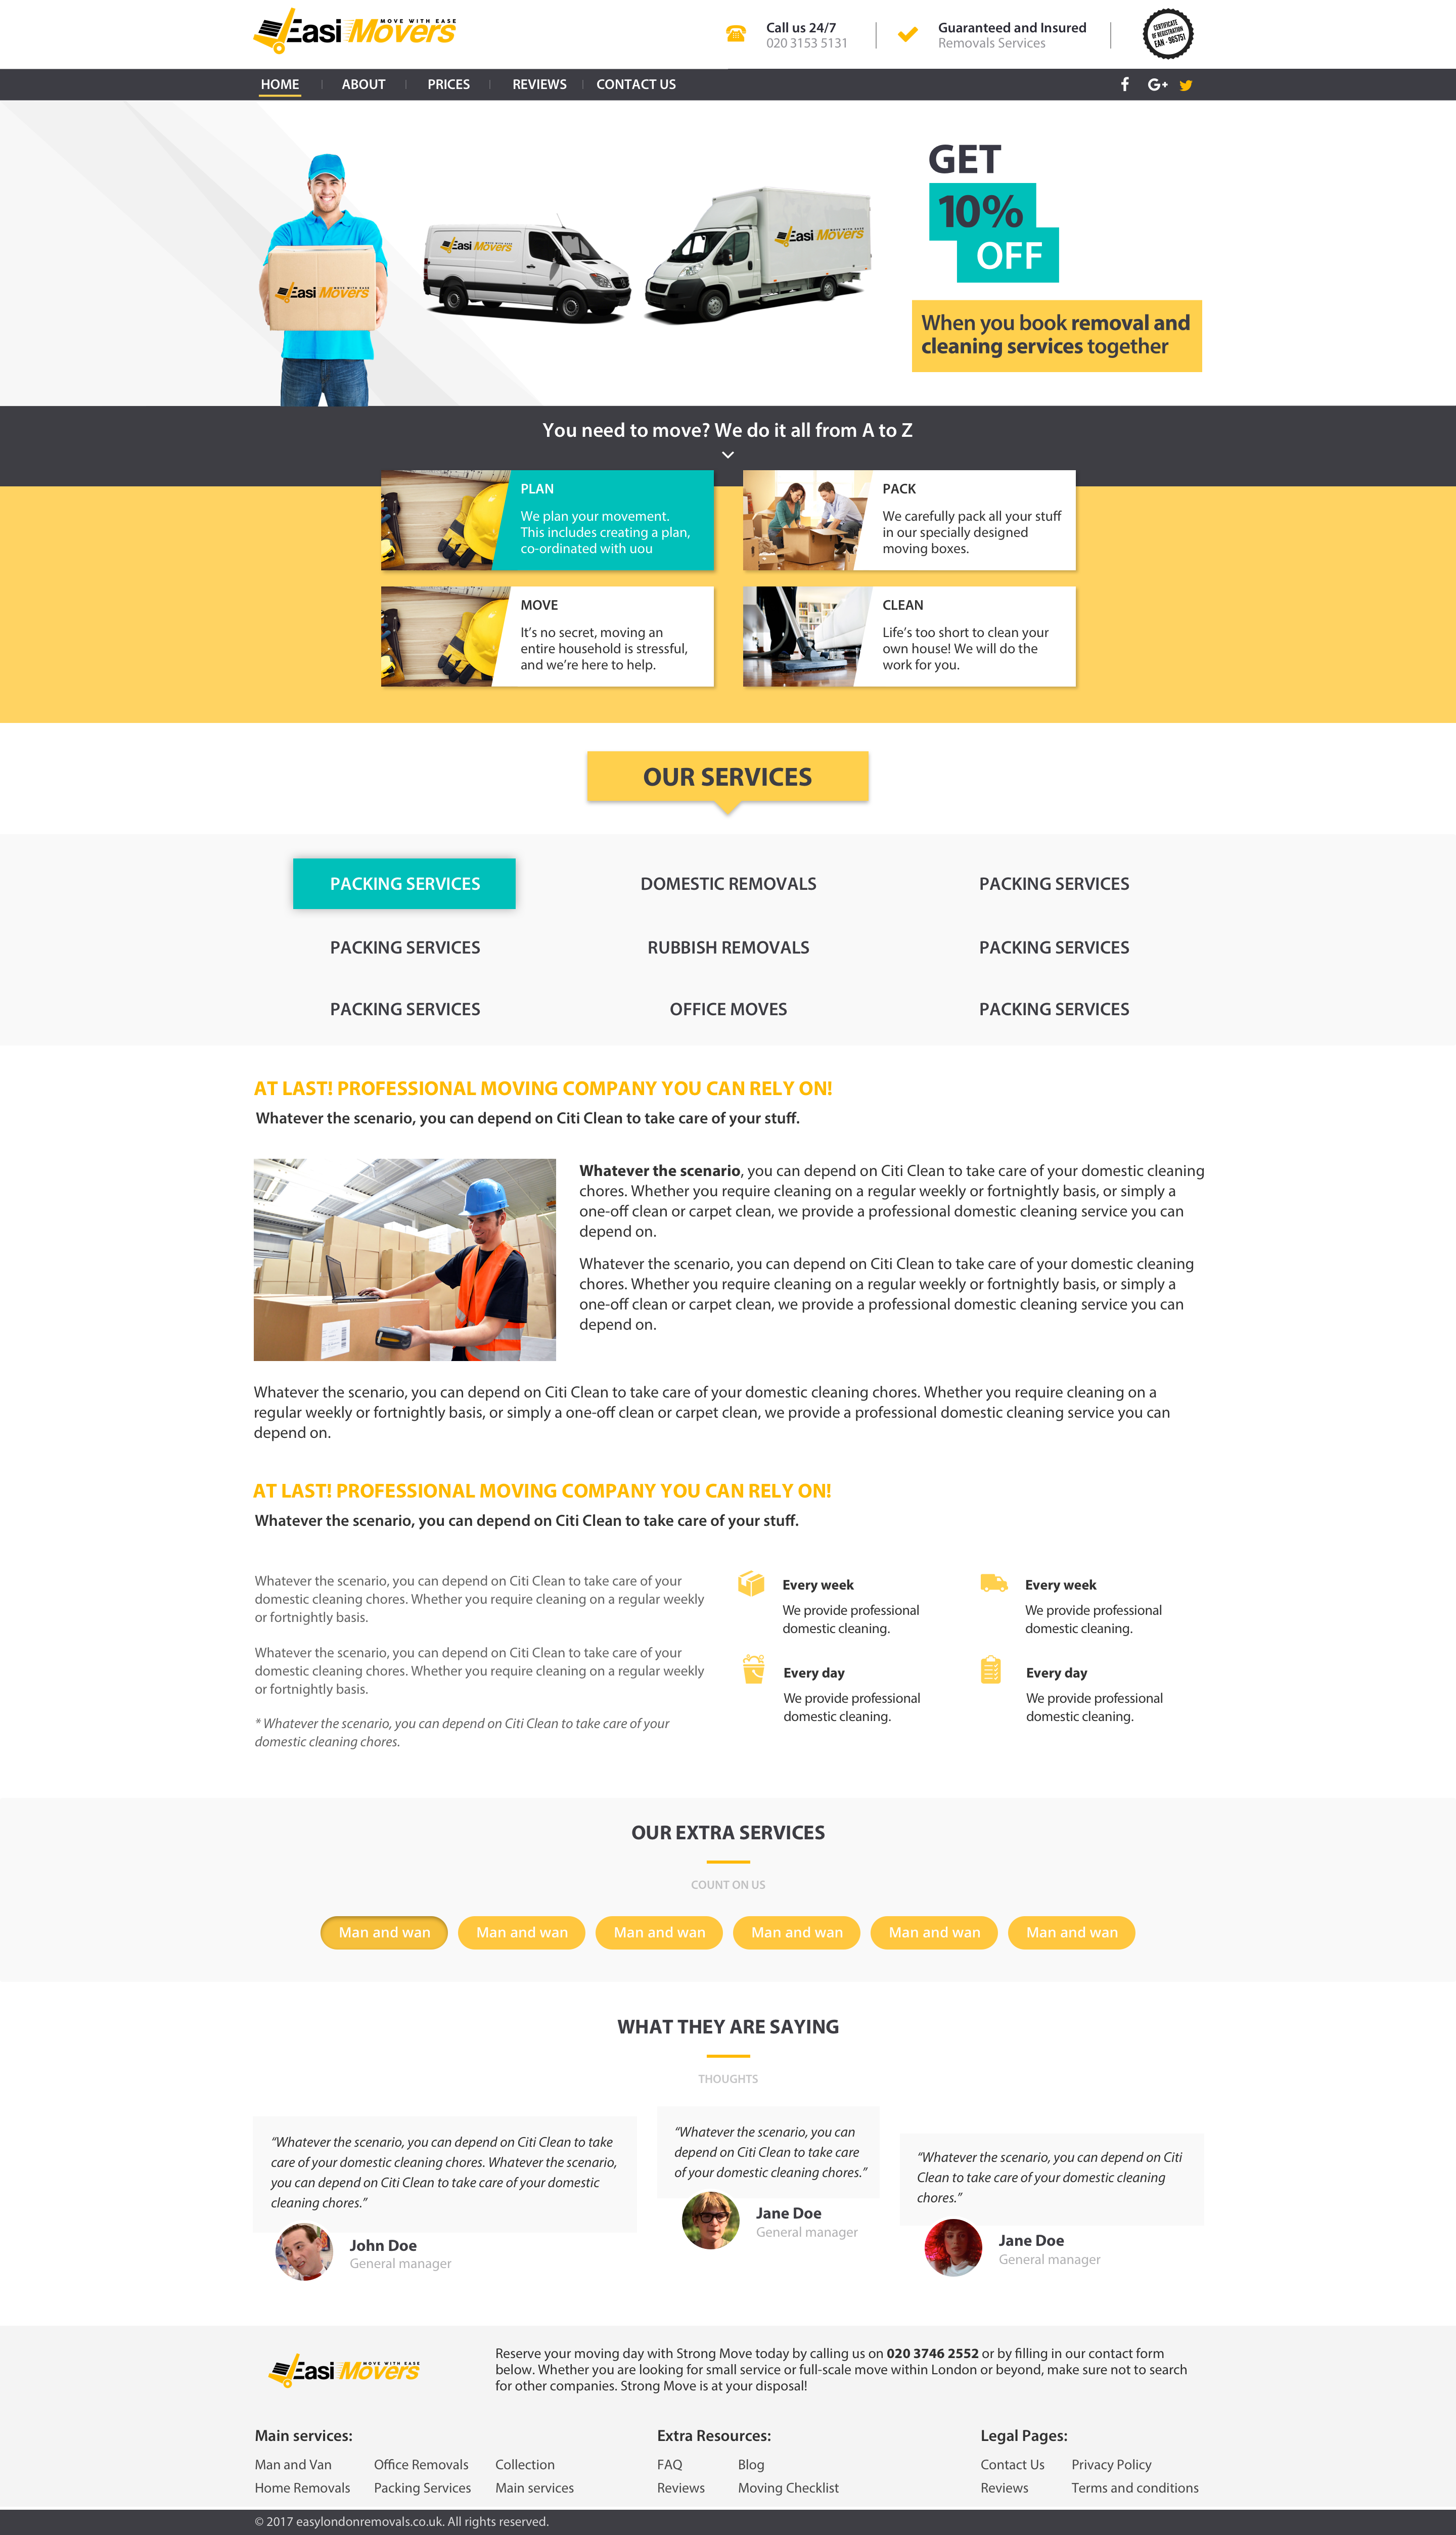 Easi Movers
MOVE WITH EASE
Call us 24/7
020 3153 5131
Guaranteed and Insured
Removals Services
CERTIFICATE
OF REGISTRATION
EAN - 965751
HOME
ABOUT
PRICES
REVIEWS
CONTACT US
f
G+
Easi Movers
MOVE WITH EASE
Easi Movers
MOVE WITH EASE
Easi Movers
MOVE WITH EASE
GET
10%
OFF
When you book removal and
cleaning services together
You need to move? We do it all from A to Z
PLAN
We plan your movement.
This includes creating a plan,
co-ordinated with uou
PACK
We carefully pack all your stuff
in our specially designed
moving boxes.
MOVE
It’s no secret, moving an
entire household is stressful,
and we’re here to help.
CLEAN
Life’s too short to clean your
own house! We will do the
work for you.
OUR SERVICES
PACKING SERVICES
DOMESTIC REMOVALS
PACKING SERVICES
PACKING SERVICES
RUBBISH REMOVALS
PACKING SERVICES
PACKING SERVICES
OFFICE MOVES
PACKING SERVICES
AT LAST! PROFESSIONAL MOVING COMPANY YOU CAN RELY ON!
Whatever the scenario, you can depend on Citi Clean to take care of your stuff.
Whatever the scenario, you can depend on Citi Clean to take care of your domestic cleaning
chores. Whether you require cleaning on a regular weekly or fortnightly basis, or simply a
one-off clean or carpet clean, we provide a professional domestic cleaning service you can
depend on.
Whatever the scenario, you can depend on Citi Clean to take care of your domestic cleaning
chores. Whether you require cleaning on a regular weekly or fortnightly basis, or simply a
one-off clean or carpet clean, we provide a professional domestic cleaning service you can
depend on.
Whatever the scenario, you can depend on Citi Clean to take care of your domestic cleaning chores. Whether you require cleaning on a
regular weekly or fortnightly basis, or simply a one-off clean or carpet clean, we provide a professional domestic cleaning service you can
depend on.
AT LAST! PROFESSIONAL MOVING COMPANY YOU CAN RELY ON!
Whatever the scenario, you can depend on Citi Clean to take care of your stuff.
Whatever the scenario, you can depend on Citi Clean to take care of your
domestic cleaning chores. Whether you require cleaning on a regular weekly
or fortnightly basis.
Whatever the scenario, you can depend on Citi Clean to take care of your
domestic cleaning chores. Whether you require cleaning on a regular weekly
or fortnightly basis.
* Whatever the scenario, you can depend on Citi Clean to take care of your
domestic cleaning chores.
Every week
We provide professional
domestic cleaning.
Every week
We provide professional
domestic cleaning.
Every day
We provide professional
domestic cleaning.
Every day
We provide professional
domestic cleaning.
OUR EXTRA SERVICES
COUNT ON US
Man and wan
Man and wan
Man and wan
Man and wan
Man and wan
Man and wan
WHAT THEY ARE SAYING
THOUGHTS
“Whatever the scenario, you can depend on Citi Clean to take
care of your domestic cleaning chores. Whatever the scenario,
you can depend on Citi Clean to take care of your domestic
cleaning chores.”
John Doe
General manager
“Whatever the scenario, you can
depend on Citi Clean to take care
of your domestic cleaning chores.”
Jane Doe
General manager
“Whatever the scenario, you can depend on Citi
Clean to take care of your domestic cleaning
chores.”
Jane Doe
General manager
Easi Movers
MOVE WITH EASE
Reserve your moving day with Strong Move today by calling us on 020 3746 2552 or by filling in our contact form
below. Whether you are looking for small service or full-scale move within London or beyond, make sure not to search
for other companies. Strong Move is at your disposal!
Main services:
Man and Van
Office Removals
Collection
Home Removals
Packing Services
Main services
Extra Resources:
FAQ
Blog
Reviews
Moving Checklist
Legal Pages:
Contact Us
Privacy Policy
Reviews
Terms and conditions
© 2017 easylondonremovals.co.uk. All rights reserved.